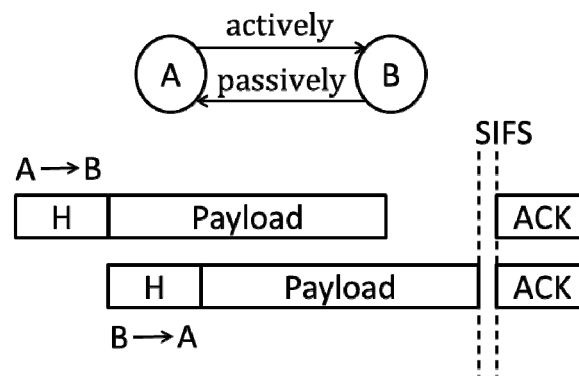 actively
A B
passively
SIFS
A → B
H Payload ACK
H Payload ACK
B → A